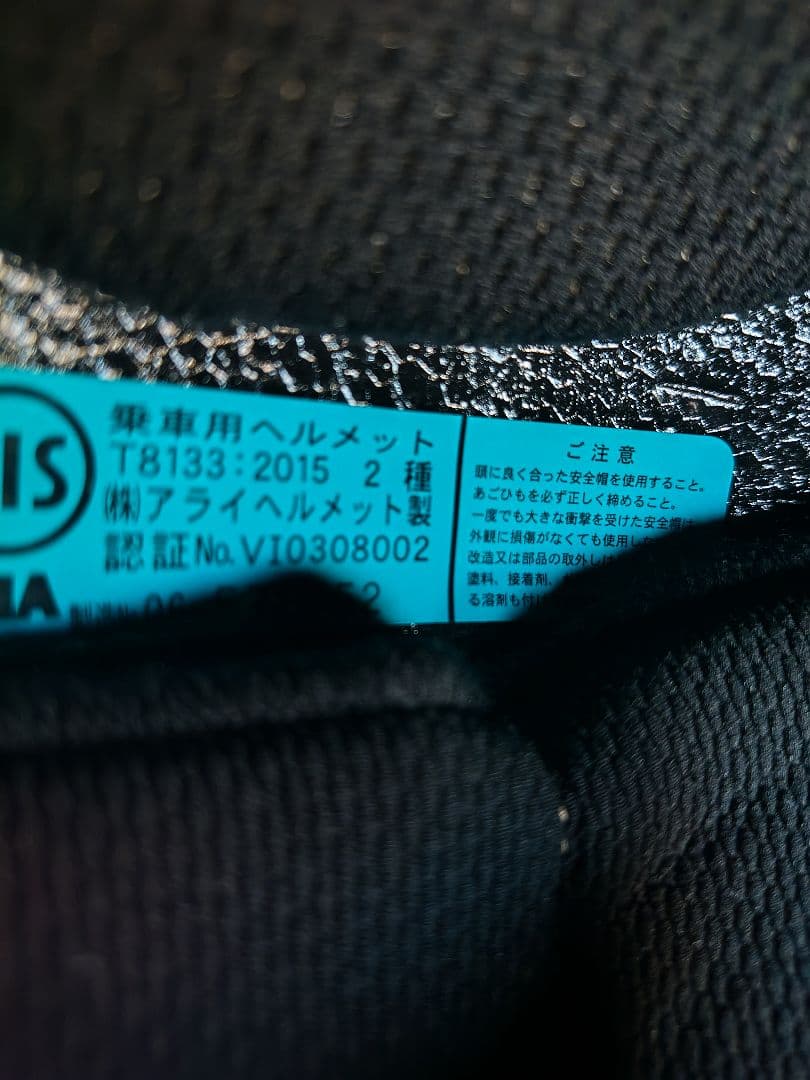 IS
乗車用ヘルメット
T8133:2015 2種
(株)アライヘルメット製
認証No.VI0308002
ご注意
頭に良く合った安全帽を使用すること。
あごひもを必ず正しく締めること。
一度でも大きな衝撃を受けた安全帽は
外観に損傷がなくても使用し
改造又は部品の取外し
塗料、接着剤、
る溶剤も付け